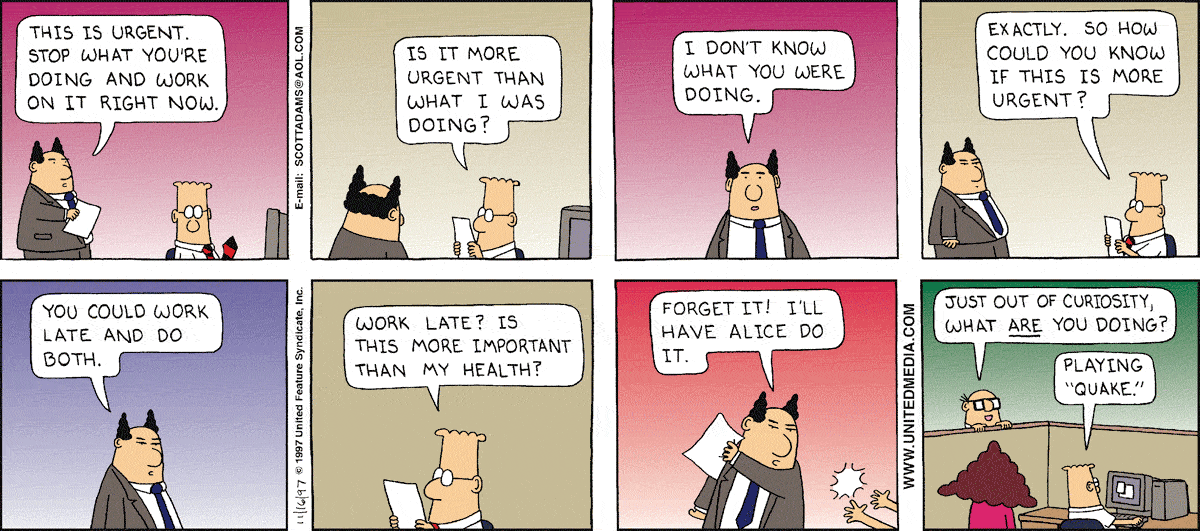 THIS IS URGENT.
STOP WHAT YOU'RE
DOING AND WORK
ON IT RIGHT NOW.
E-mail: SCOTTADAMS@AOL.COM
IS IT MORE
URGENT THAN
WHAT I WAS
DOING?
I DON'T KNOW
WHAT YOU WERE
DOING.
EXACTLY. SO HOW
COULD YOU KNOW
IF THIS IS MORE
URGENT?
YOU COULD WORK
LATE AND DO
BOTH.
11/16/97 © 1997 United Feature Syndicate, Inc.
WORK LATE? IS
THIS MORE IMPORTANT
THAN MY HEALTH?
FORGET IT! I'LL
HAVE ALICE DO
IT.
WWW.UNITEDMEDIA.COM
JUST OUT OF CURIOSITY,
WHAT ARE YOU DOING?
PLAYING
"QUAKE."